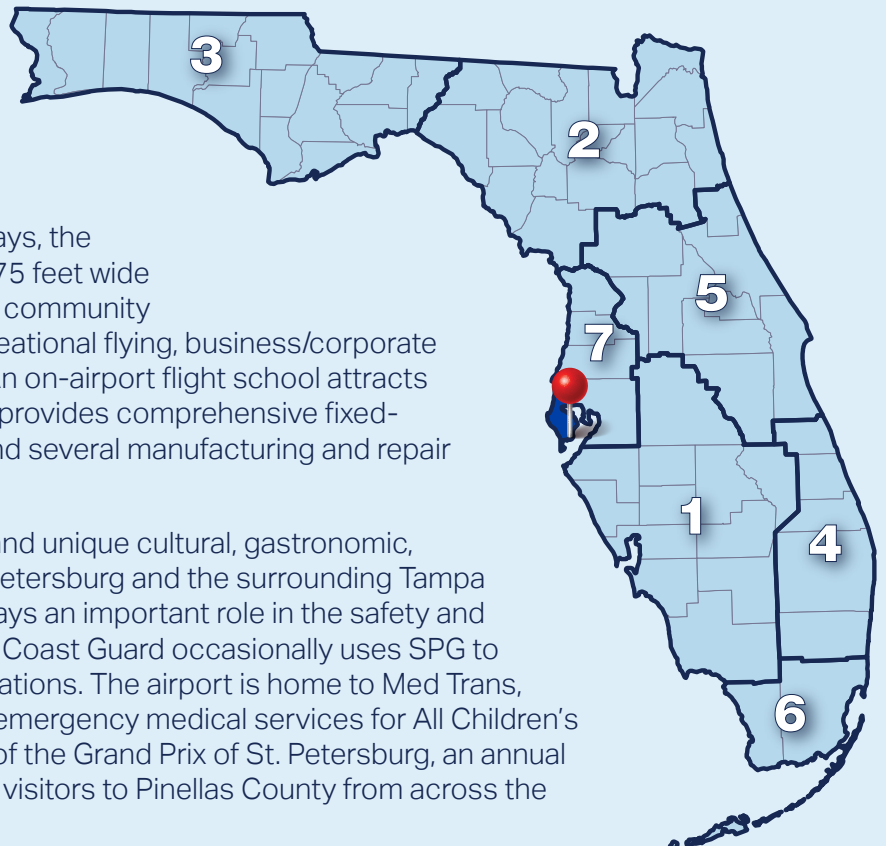 3
2
ays, the
75 feet wide
community
5
eational flying, business/corporate
7
n on-airport flight school attracts
provides comprehensive fixed-
nd several manufacturing and repair
1
nd unique cultural, gastronomic,
4
etersburg and the surrounding Tampa
ays an important role in the safety and
Coast Guard occasionally uses SPG to
ations. The airport is home to Med Trans,
emergency medical services for All Children’s
6
of the Grand Prix of St. Petersburg, an annual
visitors to Pinellas County from across the